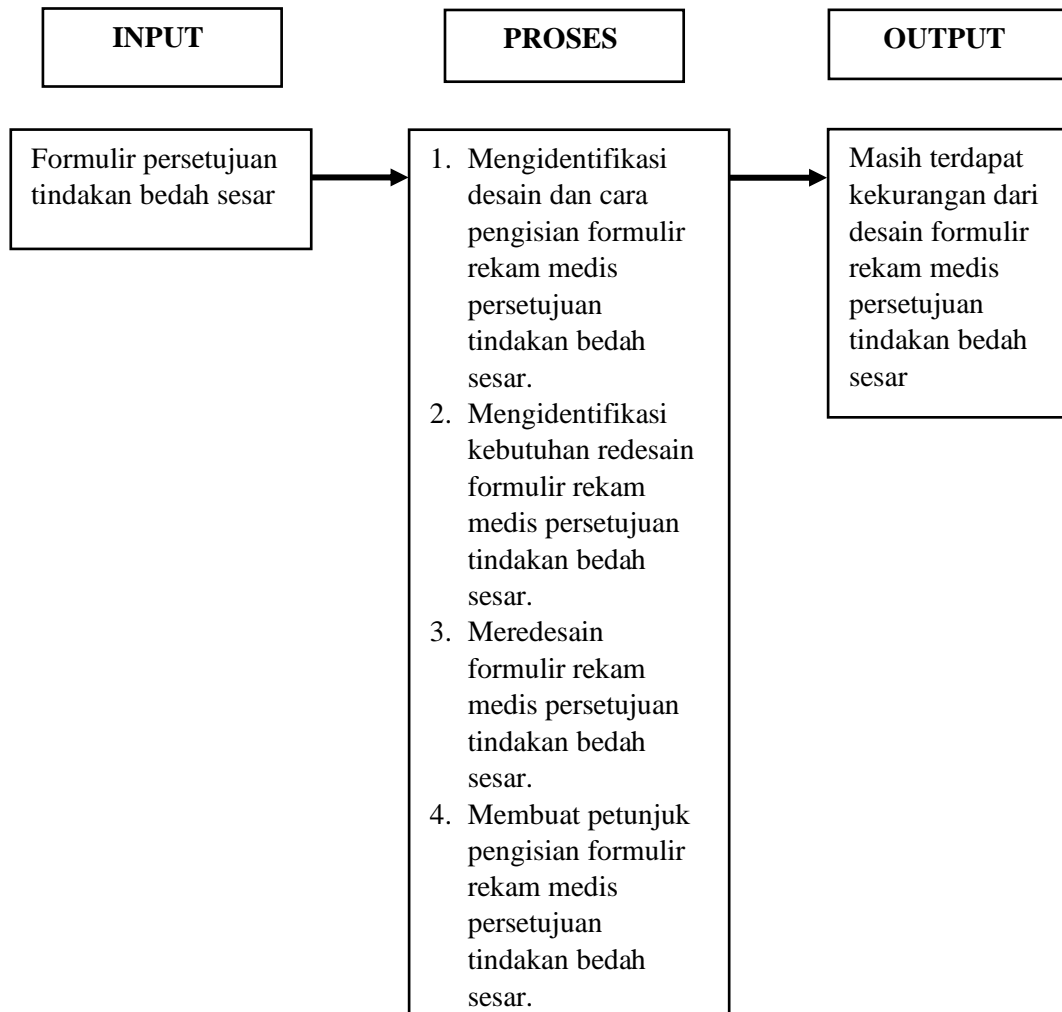 INPUT
PROSES
OUTPUT
Formulir persetujuan
tindakan bedah sesar
1. Mengidentifikasi
desain dan cara
pengisian formulir
rekam medis
persetujuan
tindakan bedah
sesar.
2. Mengidentifikasi
kebutuhan redesain
formulir rekam
medis persetujuan
tindakan bedah
sesar.
3. Meredesain
formulir rekam
medis persetujuan
tindakan bedah
sesar.
4. Membuat petunjuk
pengisian formulir
rekam medis
persetujuan
tindakan bedah
sesar.
Masih terdapat
kekurangan dari
desain formulir
rekam medis
persetujuan
tindakan bedah
sesar